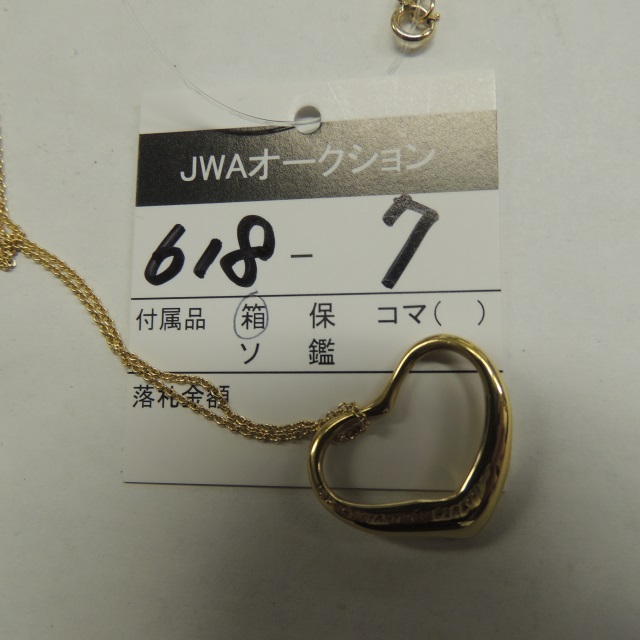 JWAオークション
618-7
付属品 箱 保 コマ( )
ソ 鑑
落札金額